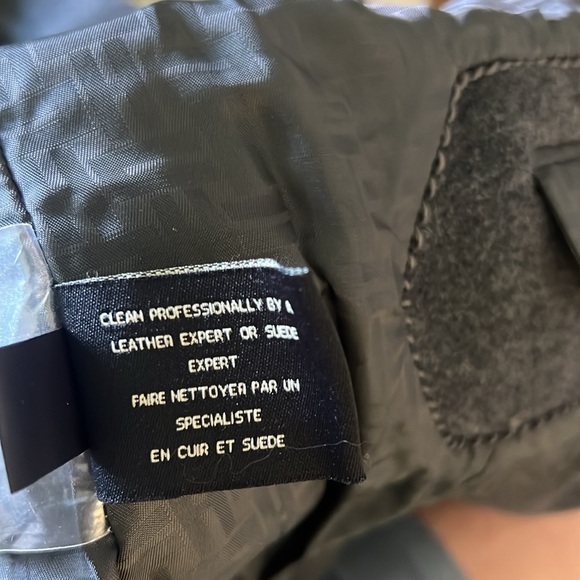 CLEAN PROFESSIONALLY BY A
LEATHER EXPERT OR SUEDE
EXPERT
FAIRE NETTOYER PAR UN
SPECIALISTE
EN CUIR ET SUEDE